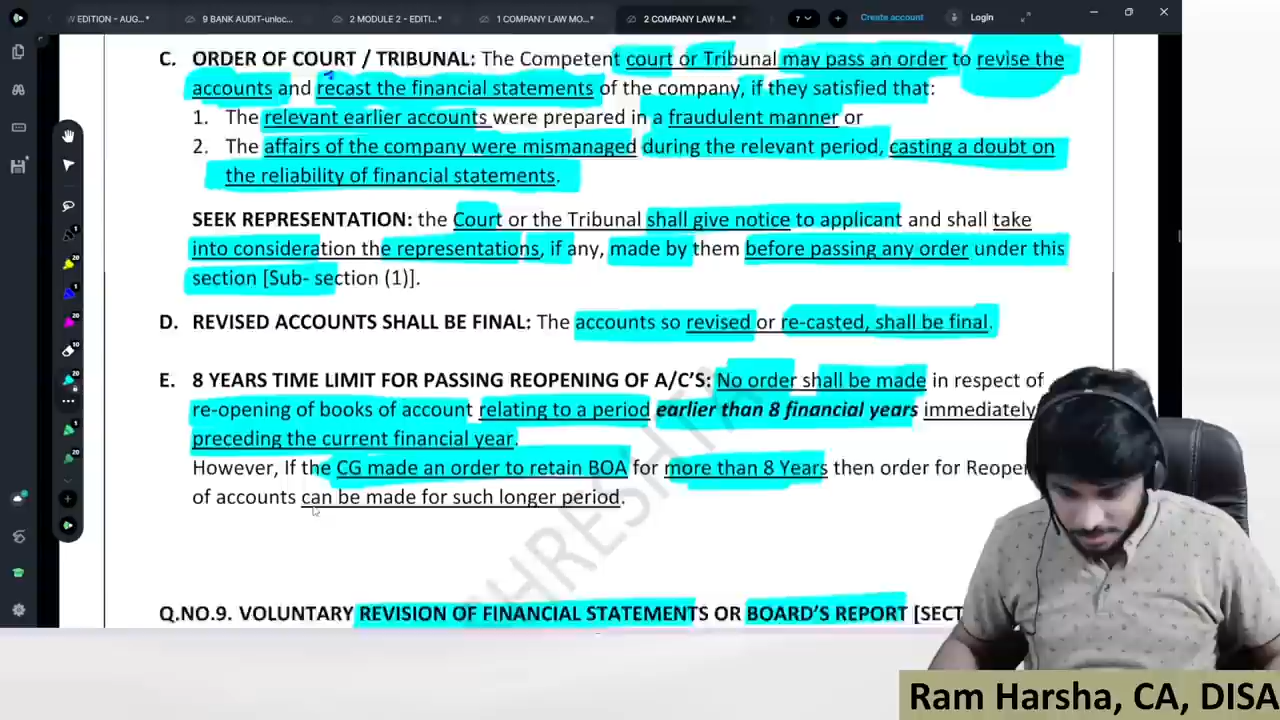 W EDITION - AUG...*
9 BANK AUDIT-unloc...
2 MODULE 2 - EDITI...*
1 COMPANY LAW MO...*
2 COMPANY LAW M...*
7
Create account
Login
C. ORDER OF COURT / TRIBUNAL: The Competent court or Tribunal may pass an order to revise the
accounts and recast the financial statements of the company, if they satisfied that:
1. The relevant earlier accounts were prepared in a fraudulent manner or
2. The affairs of the company were mismanaged during the relevant period, casting a doubt on
the reliability of financial statements.
SEEK REPRESENTATION: the Court or the Tribunal shall give notice to applicant and shall take
into consideration the representations, if any, made by them before passing any order under this
section [Sub- section (1)].
D. REVISED ACCOUNTS SHALL BE FINAL: The accounts so revised or re-casted, shall be final.
E. 8 YEARS TIME LIMIT FOR PASSING REOPENING OF A/C'S: No order shall be made in respect of
re-opening of books of account relating to a period earlier than 8 financial years immediately
preceding the current financial year.
However, If the CG made an order to retain BOA for more than 8 Years then order for Reope
of accounts can be made for such longer period.
Q.NO.9. VOLUNTARY REVISION OF FINANCIAL STATEMENTS OR BOARD'S REPORT [SECT
Ram Harsha, CA, DISA